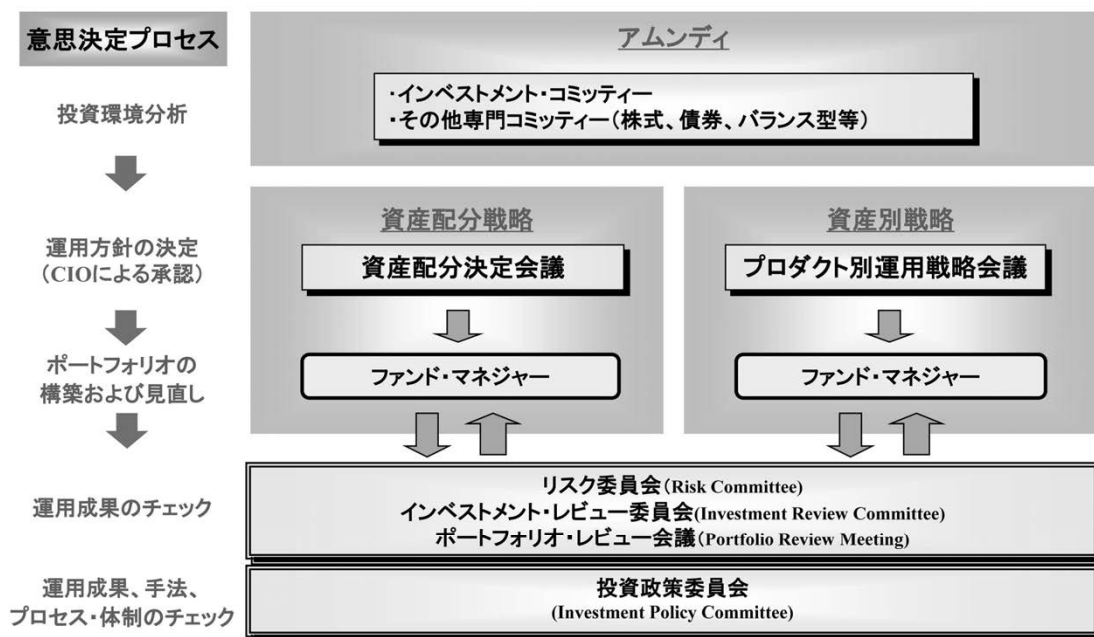 意思決定プロセス
アムンディ
投資環境分析
・インベストメント・コミッティー
・その他専門コミッティー（株式、債券、バランス型等）
資産配分戦略
資産別戦略
運用方針の決定
（CIOによる承認）
資産配分決定会議
プロダクト別運用戦略会議
ポートフォリオの
構築および見直し
ファンド・マネジャー
ファンド・マネジャー
運用成果のチェック
リスク委員会（Risk Committee）
インベストメント・レビュー委員会(Investment Review Committee)
ポートフォリオ・レビュー会議（Portfolio Review Meeting)
運用成果、手法、
プロセス・体制のチェック
投資政策委員会
(Investment Policy Committee)